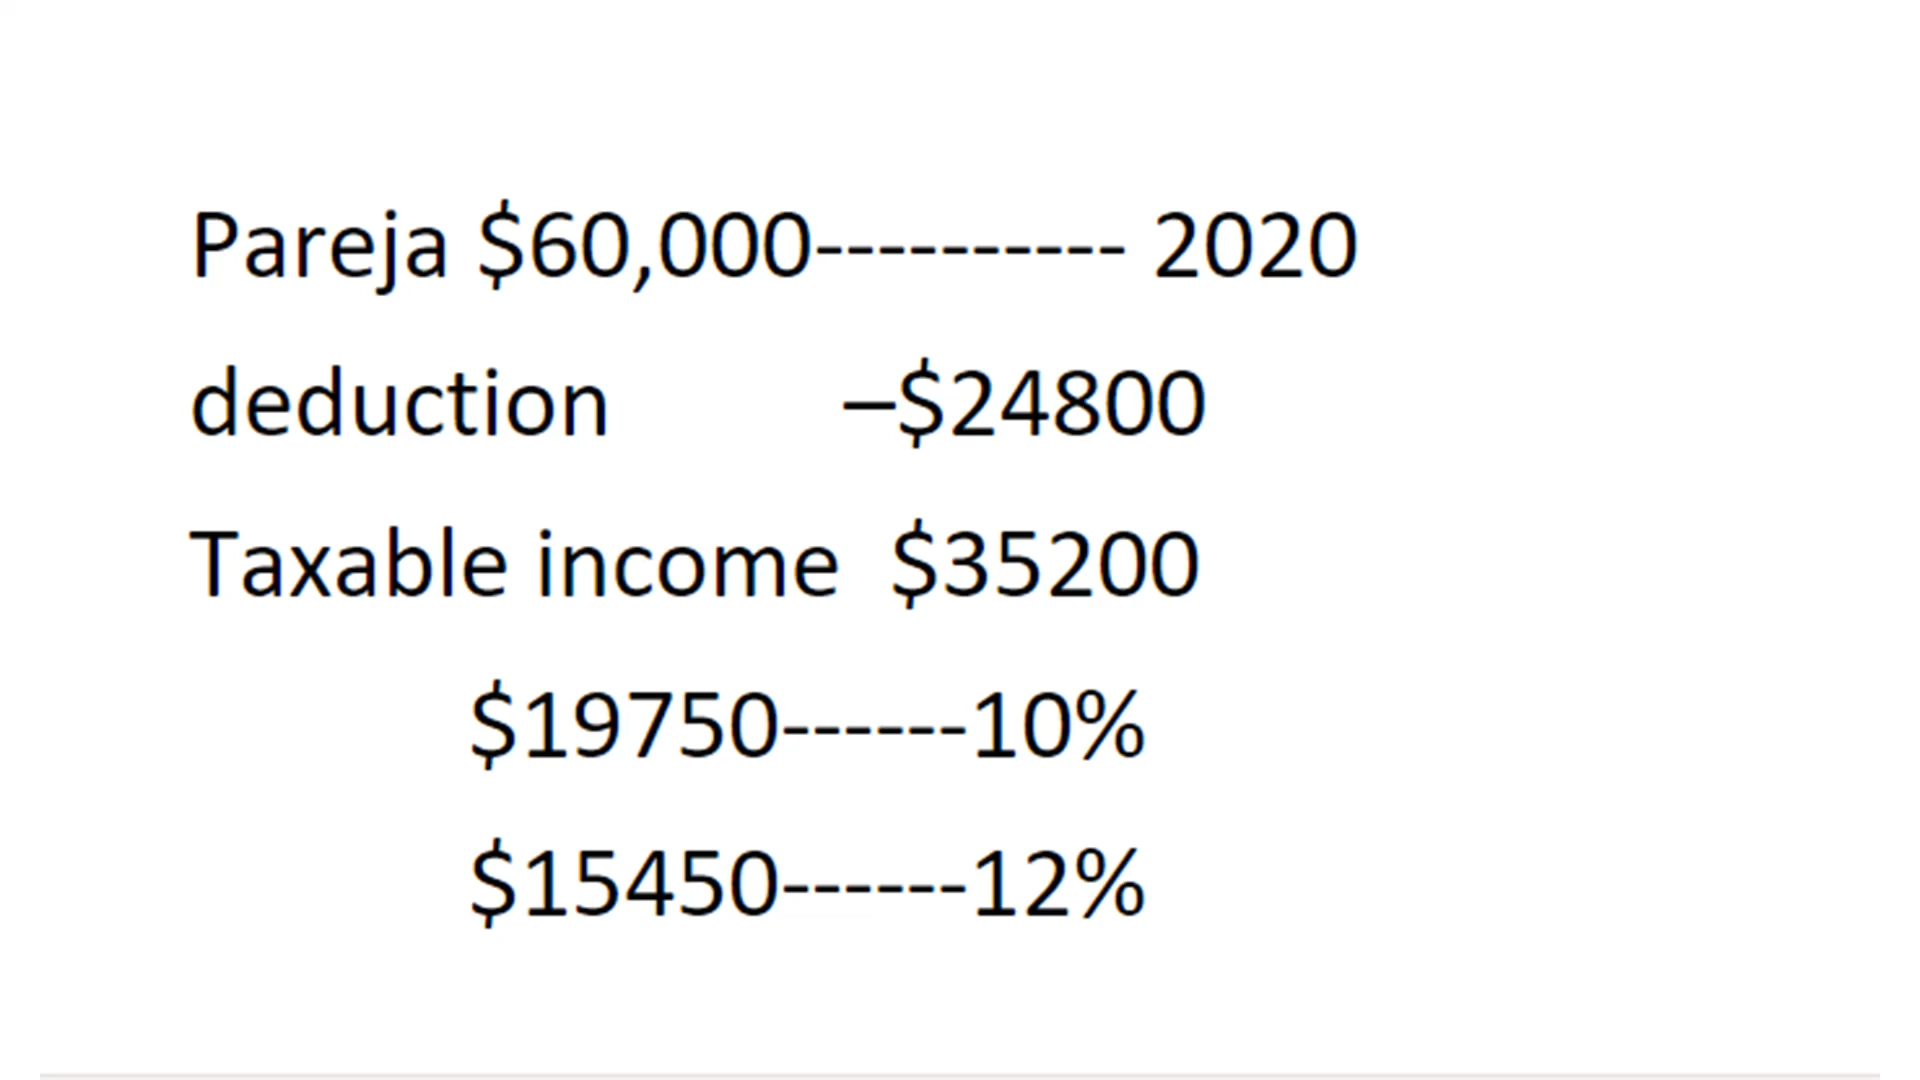 Pareja $60,000---------- 2020
deduction –$24800
Taxable income $35200
$19750------10%
$15450------12%